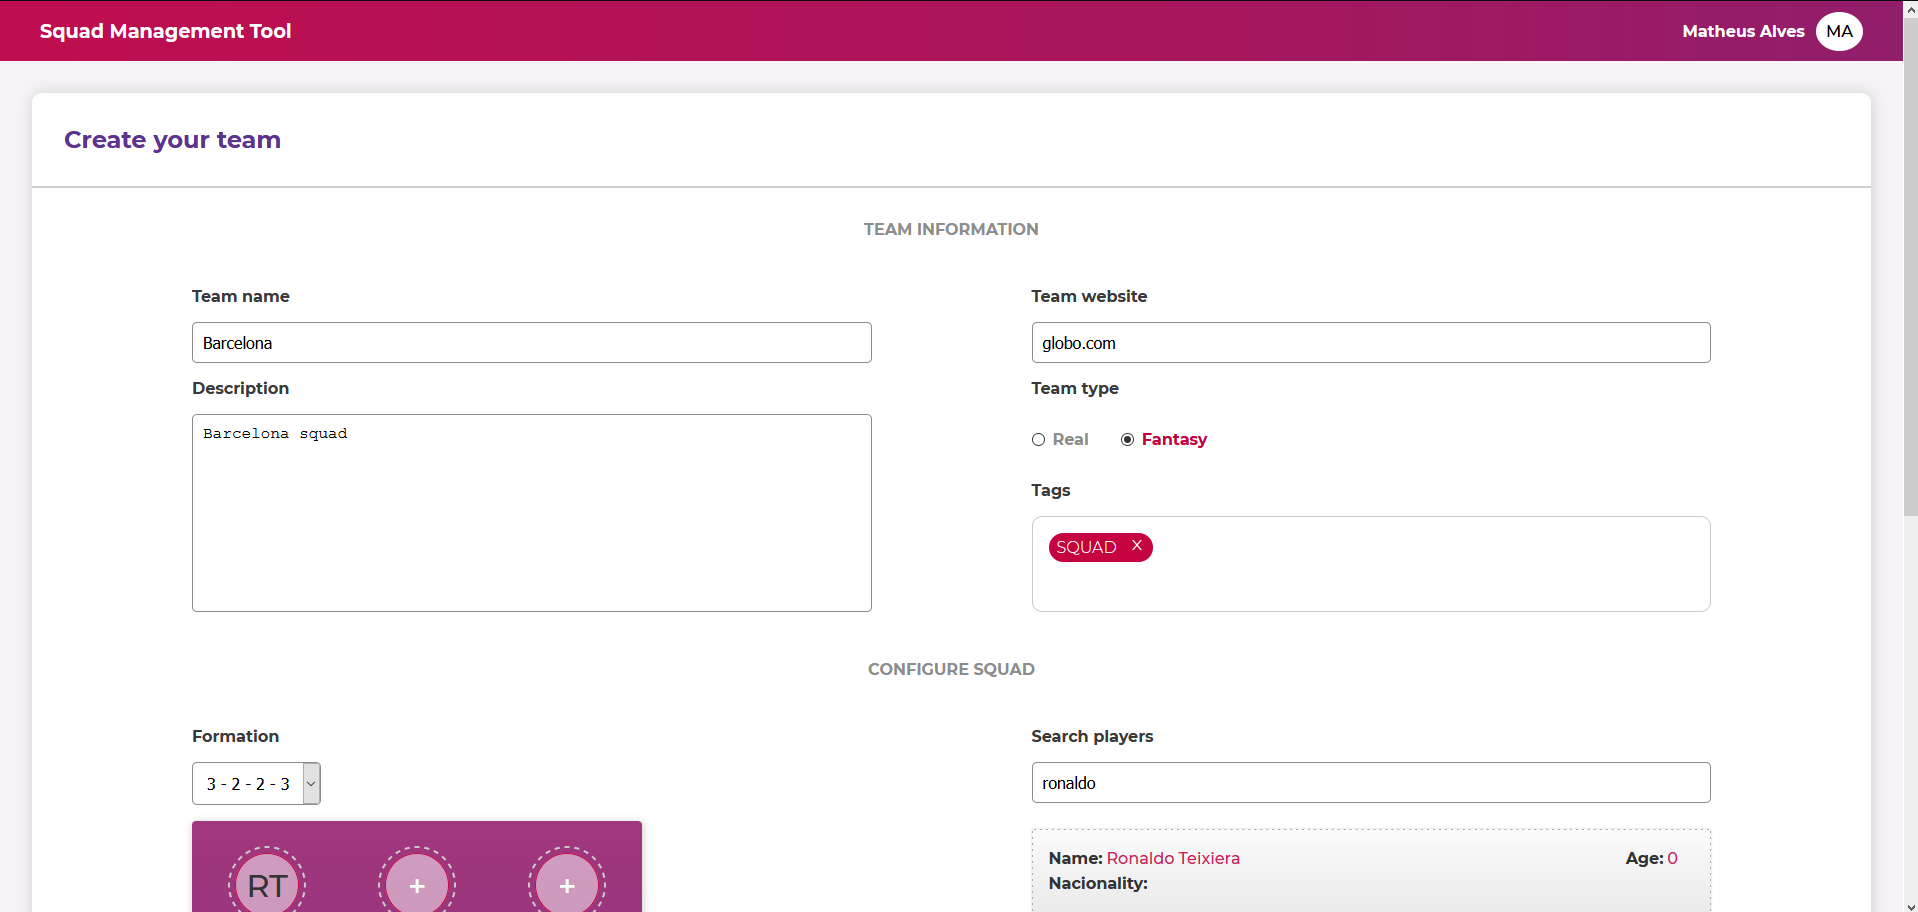 Squad Management Tool
Matheus Alves MA
Create your team
TEAM INFORMATION
Team name
Barcelona
Team website
globo.com
Description
Barcelona squad
Team type
Real
Fantasy
Tags
SQUAD X
CONFIGURE SQUAD
Formation
3 - 2 - 2 - 3
RT + +
Search players
ronaldo
Name: Ronaldo Teixiera Age: 0
Nacionality: